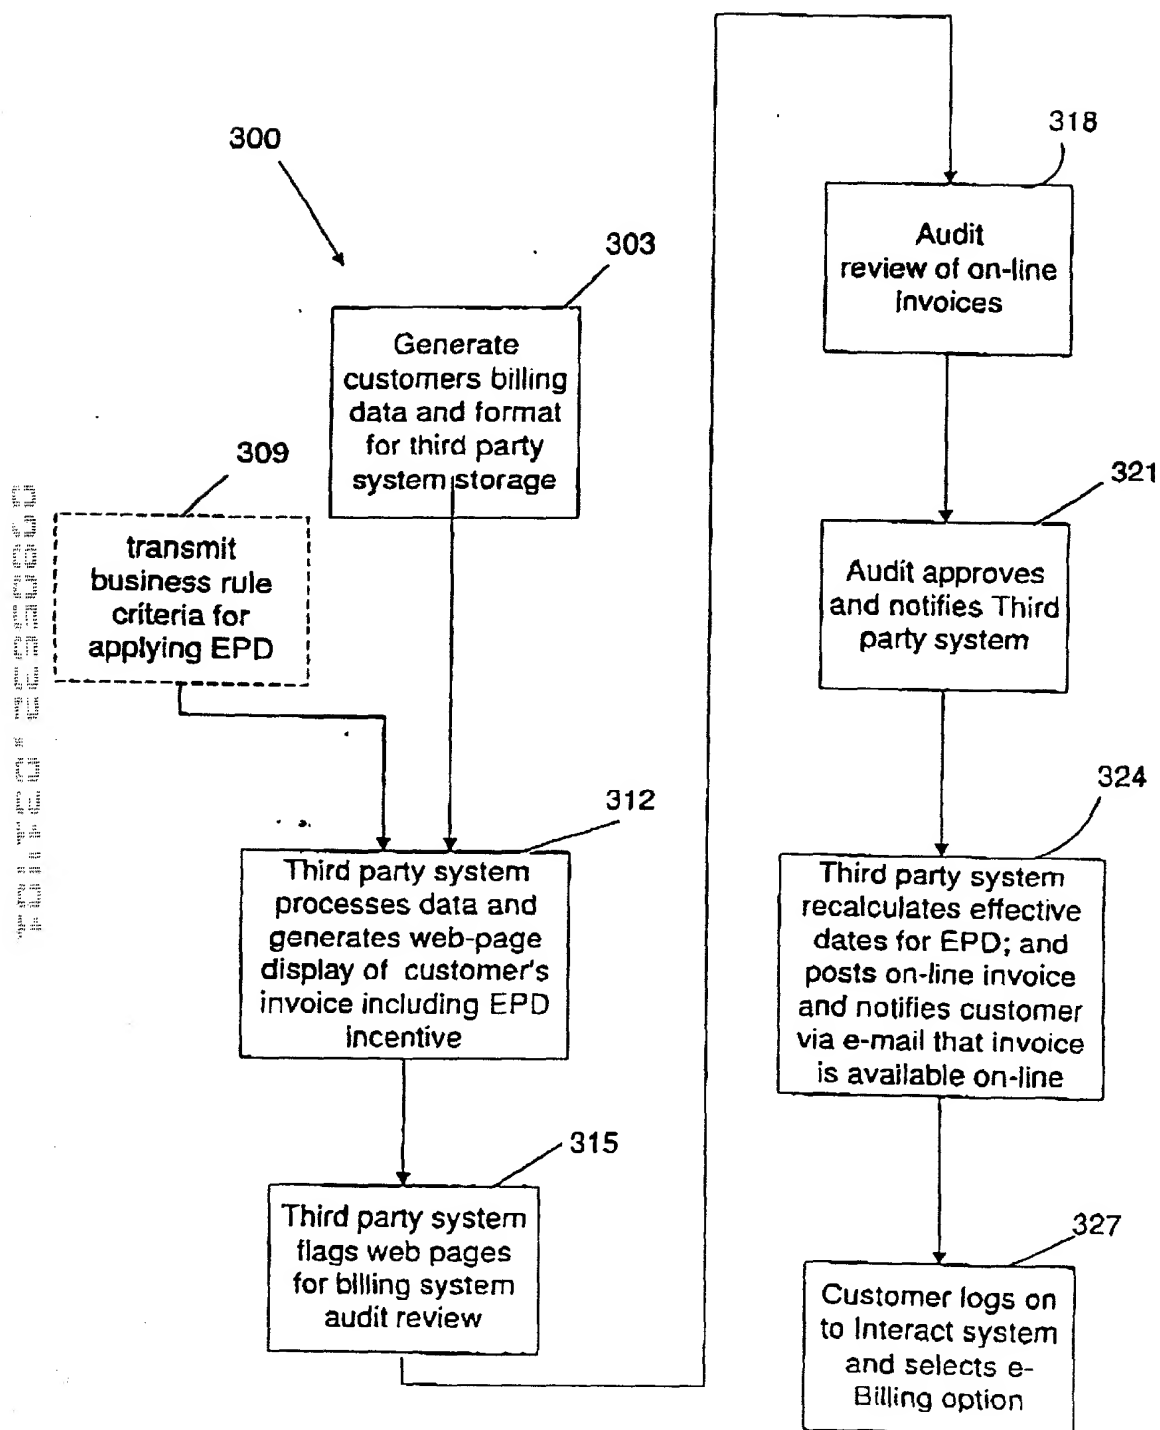 300
303
Generate
customers billing
data and format
for third party
system storage
309
transmit
business rule
criteria for
applying EPD
312
Third party system
processes data and
generates web-page
display of customer's
invoice including EPD
incentive
315
Third party system
flags web pages
for billing system
audit review
318
Audit
review of on-line
invoices
321
Audit approves
and notifies Third
party system
324
Third party system
recalculates effective
dates for EPD; and
posts on-line invoice
and notifies customer
via e-mail that invoice
is available on-line
327
Customer logs on
to Interact system
and selects e-
Billing option